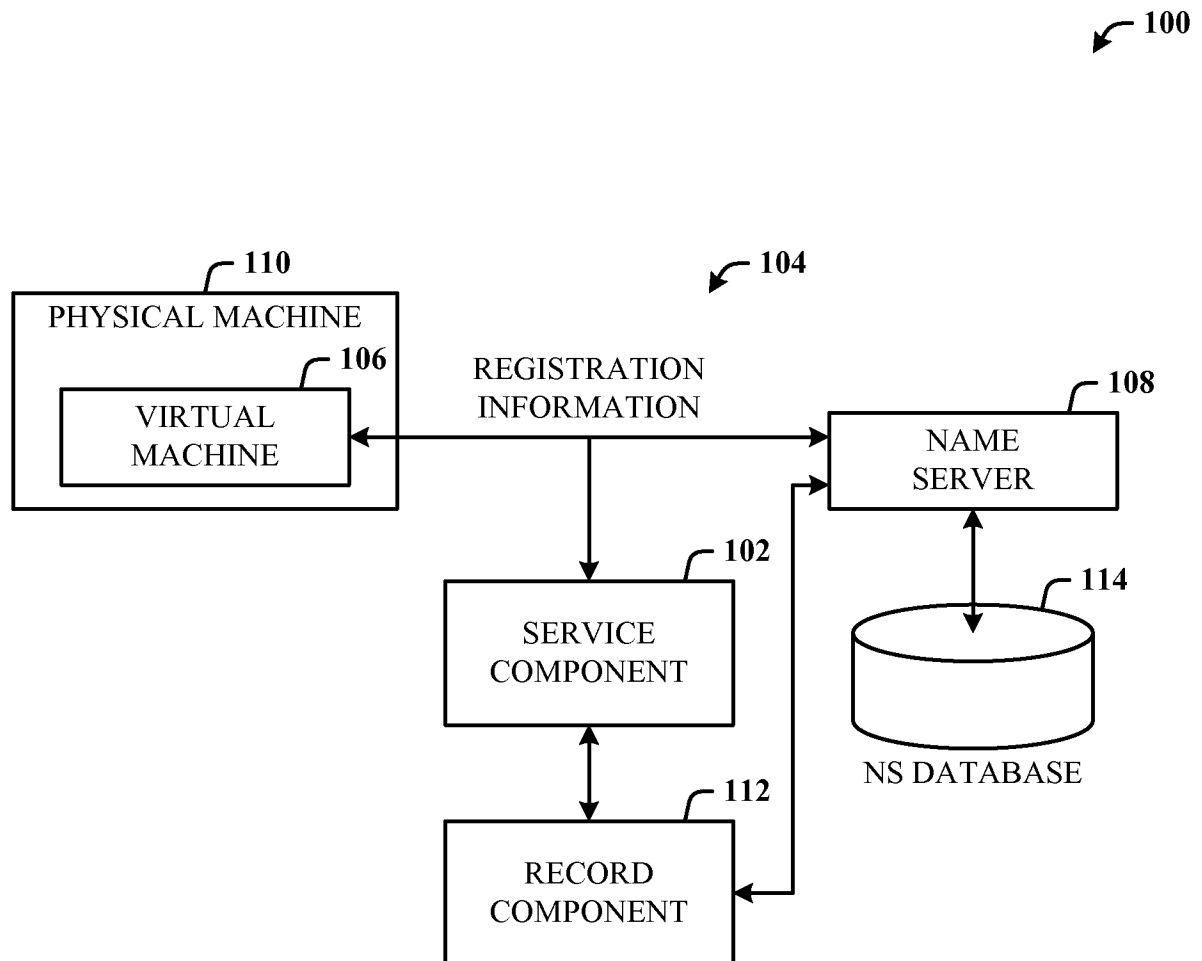 100
110
104
PHYSICAL MACHINE
106
VIRTUAL
MACHINE
REGISTRATION
INFORMATION
108
NAME
SERVER
102
SERVICE
COMPONENT
114
NS DATABASE
112
RECORD
COMPONENT